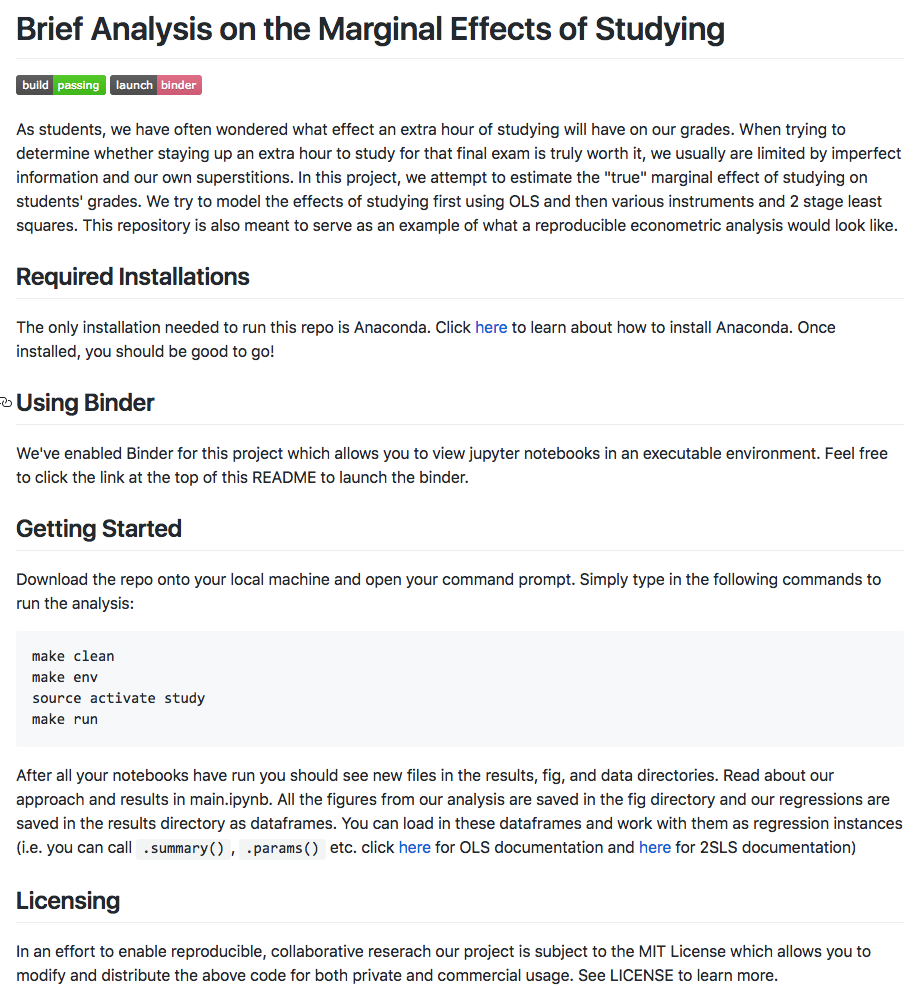 Brief Analysis on the Marginal Effects of Studying
build passing launch binder
As students, we have often wondered what effect an extra hour of studying will have on our grades. When trying to
determine whether staying up an extra hour to study for that final exam is truly worth it, we usually are limited by imperfect
information and our own superstitions. In this project, we attempt to estimate the "true" marginal effect of studying on
students' grades. We try to model the effects of studying first using OLS and then various instruments and 2 stage least
squares. This repository is also meant to serve as an example of what a reproducible econometric analysis would look like.
Required Installations
The only installation needed to run this repo is Anaconda. Click here to learn about how to install Anaconda. Once
installed, you should be good to go!
Using Binder
We've enabled Binder for this project which allows you to view jupyter notebooks in an executable environment. Feel free
to click the link at the top of this README to launch the binder.
Getting Started
Download the repo onto your local machine and open your command prompt. Simply type in the following commands to
run the analysis:
make clean
make env
source activate study
make run
After all your notebooks have run you should see new files in the results, fig, and data directories. Read about our
approach and results in main.ipynb. All the figures from our analysis are saved in the fig directory and our regressions are
saved in the results directory as dataframes. You can load in these dataframes and work with them as regression instances
(i.e. you can call .summary() , .params() etc. click here for OLS documentation and here for 2SLS documentation)
Licensing
In an effort to enable reproducible, collaborative reserach our project is subject to the MIT License which allows you to
modify and distribute the above code for both private and commercial usage. See LICENSE to learn more.